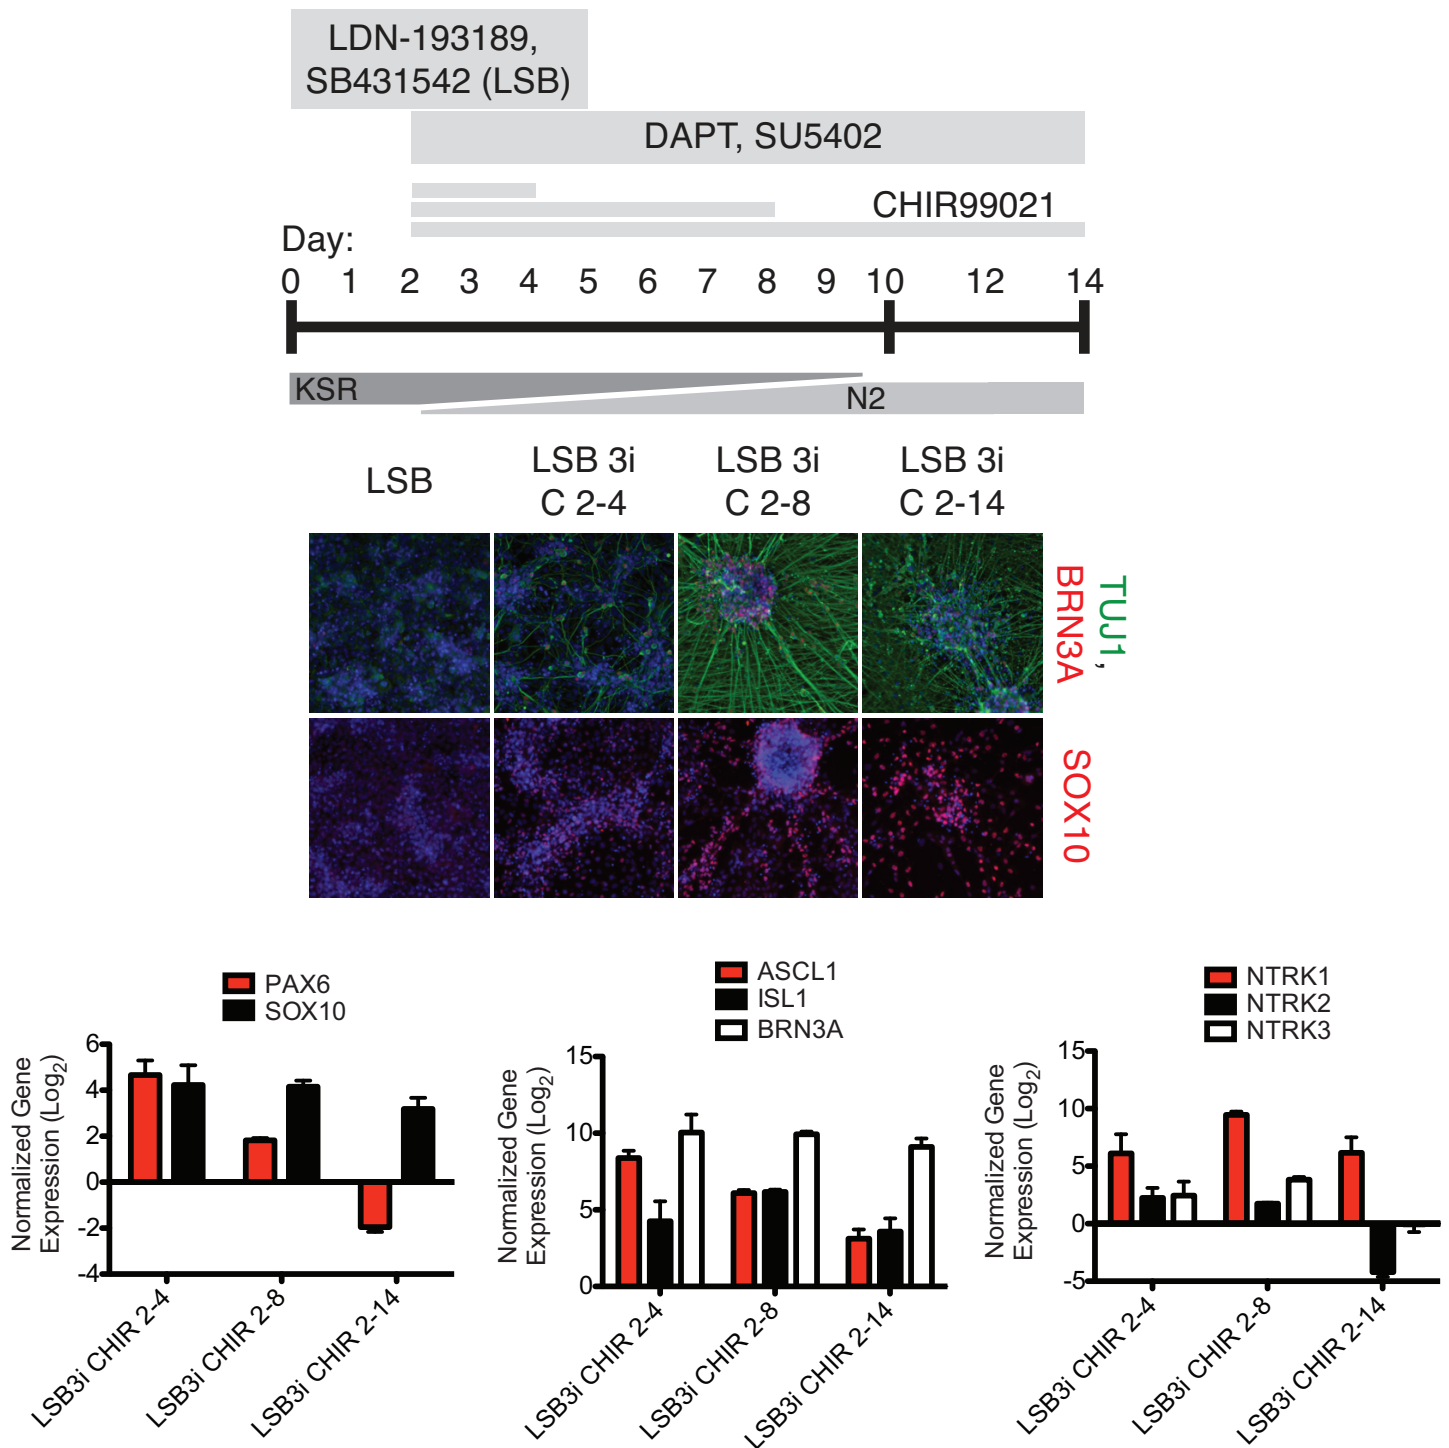 LDN-193189,
SB431542 (LSB)
DAPT, SU5402
CHIR99021
Day:
0 1 2 3 4 5 6 7 8 9 10 12 14
KSR
N2
LSB
LSB 3i
C 2-4
LSB 3i
C 2-8
LSB 3i
C 2-14
TUJ1,
BRN3A
SOX10
PAX6
SOX10
Normalized Gene
Expression (Log2)
6
4
2
0
-2
-4
LSB3i CHIR 2-4
LSB3i CHIR 2-8
LSB3i CHIR 2-14
ASCL1
ISL1
BRN3A
Normalized Gene
Expression (Log2)
15
10
5
0
LSB3i CHIR 2-4
LSB3i CHIR 2-8
LSB3i CHIR 2-14
NTRK1
NTRK2
NTRK3
Normalized Gene
Expression (Log2)
15
10
5
0
-5
LSB3i CHIR 2-4
LSB3i CHIR 2-8
LSB3i CHIR 2-14